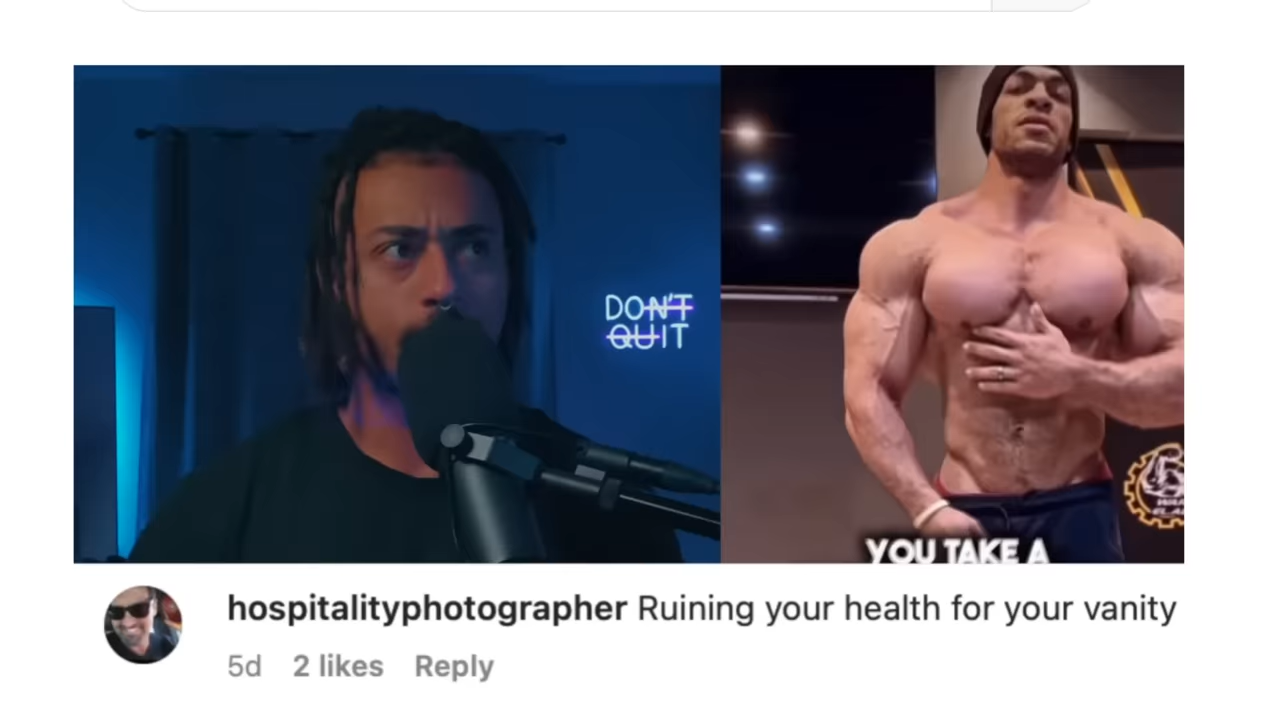 DON'T
QUIT
YOU TAKE A
hospitalityphotographer Ruining your health for your vanity
5d 2 likes Reply